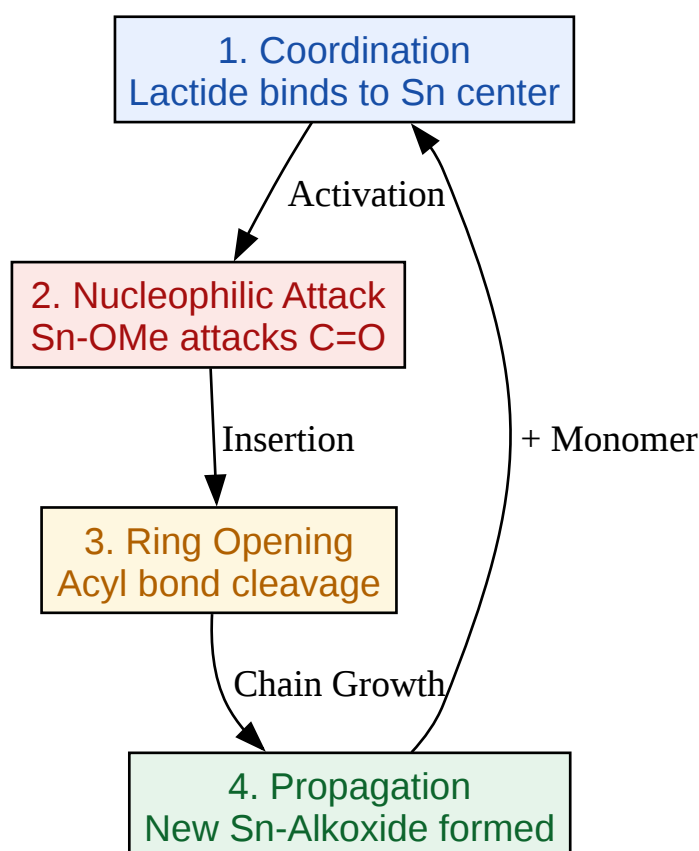 1. Coordination
Lactide binds to Sn center
Activation
2. Nucleophilic Attack
Sn-OMe attacks C=O
Insertion
+ Monomer
3. Ring Opening
Acyl bond cleavage
Chain Growth
4. Propagation
New Sn-Alkoxide formed